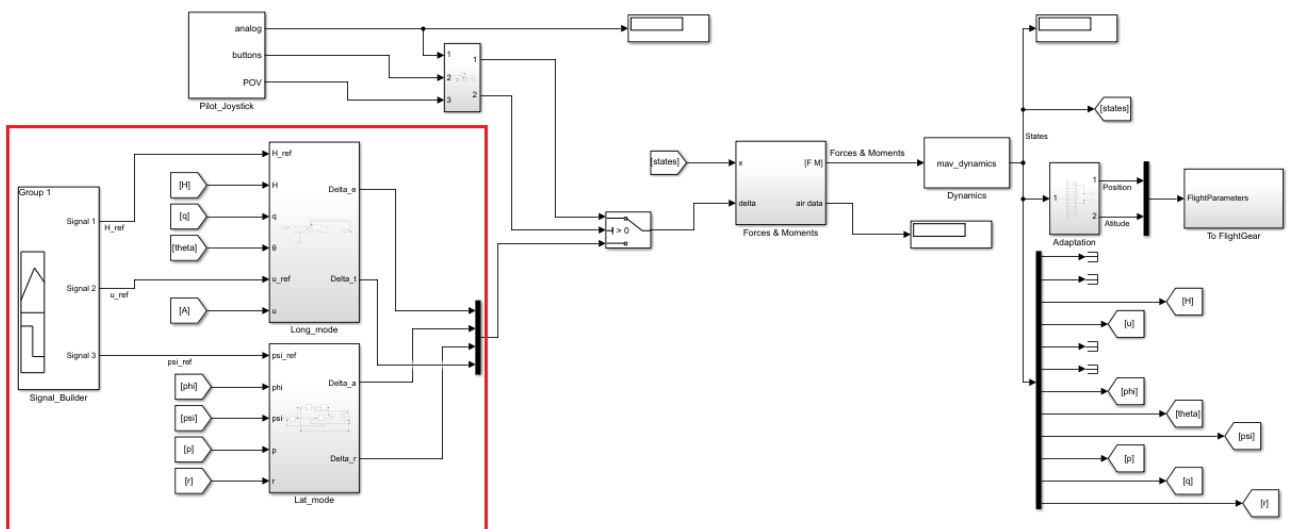 analog
buttons
POV
Pilot_Joystick
1
2
3
1
2
Group 1
Signal 1
H_ref
Signal 2
u_ref
Signal 3
psi_ref
Signal_Builder
[H]
[q]
[theta]
[A]
H_ref
H
q
θ
u_ref
u
Delta_e
Delta_t
Long_mode
[phi]
[psi]
[p]
[r]
psi_ref
phi
psi
p
r
Delta_a
Delta_r
Lat_mode
> 0
[states]
x
delta
[F M]
air data
Forces & Moments
Forces & Moments
mav_dynamics
Dynamics
[states]
States
1
1
2
Position
Atitude
Adaptation
FlightParameters
To FlightGear
[H]
[u]
[phi]
[theta]
[psi]
[p]
[q]
[r]